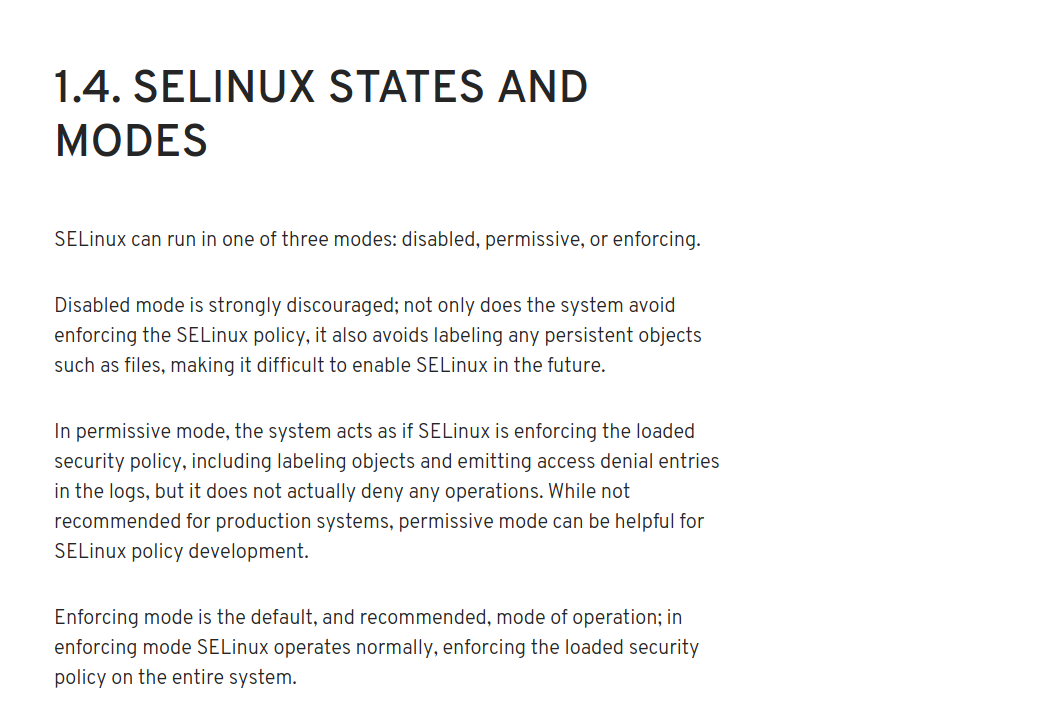 1.4. SELINUX STATES AND
MODES
SELinux can run in one of three modes: disabled, permissive, or enforcing.
Disabled mode is strongly discouraged; not only does the system avoid
enforcing the SELinux policy, it also avoids labeling any persistent objects
such as files, making it difficult to enable SELinux in the future.
In permissive mode, the system acts as if SELinux is enforcing the loaded
security policy, including labeling objects and emitting access denial entries
in the logs, but it does not actually deny any operations. While not
recommended for production systems, permissive mode can be helpful for
SELinux policy development.
Enforcing mode is the default, and recommended, mode of operation; in
enforcing mode SELinux operates normally, enforcing the loaded security
policy on the entire system.